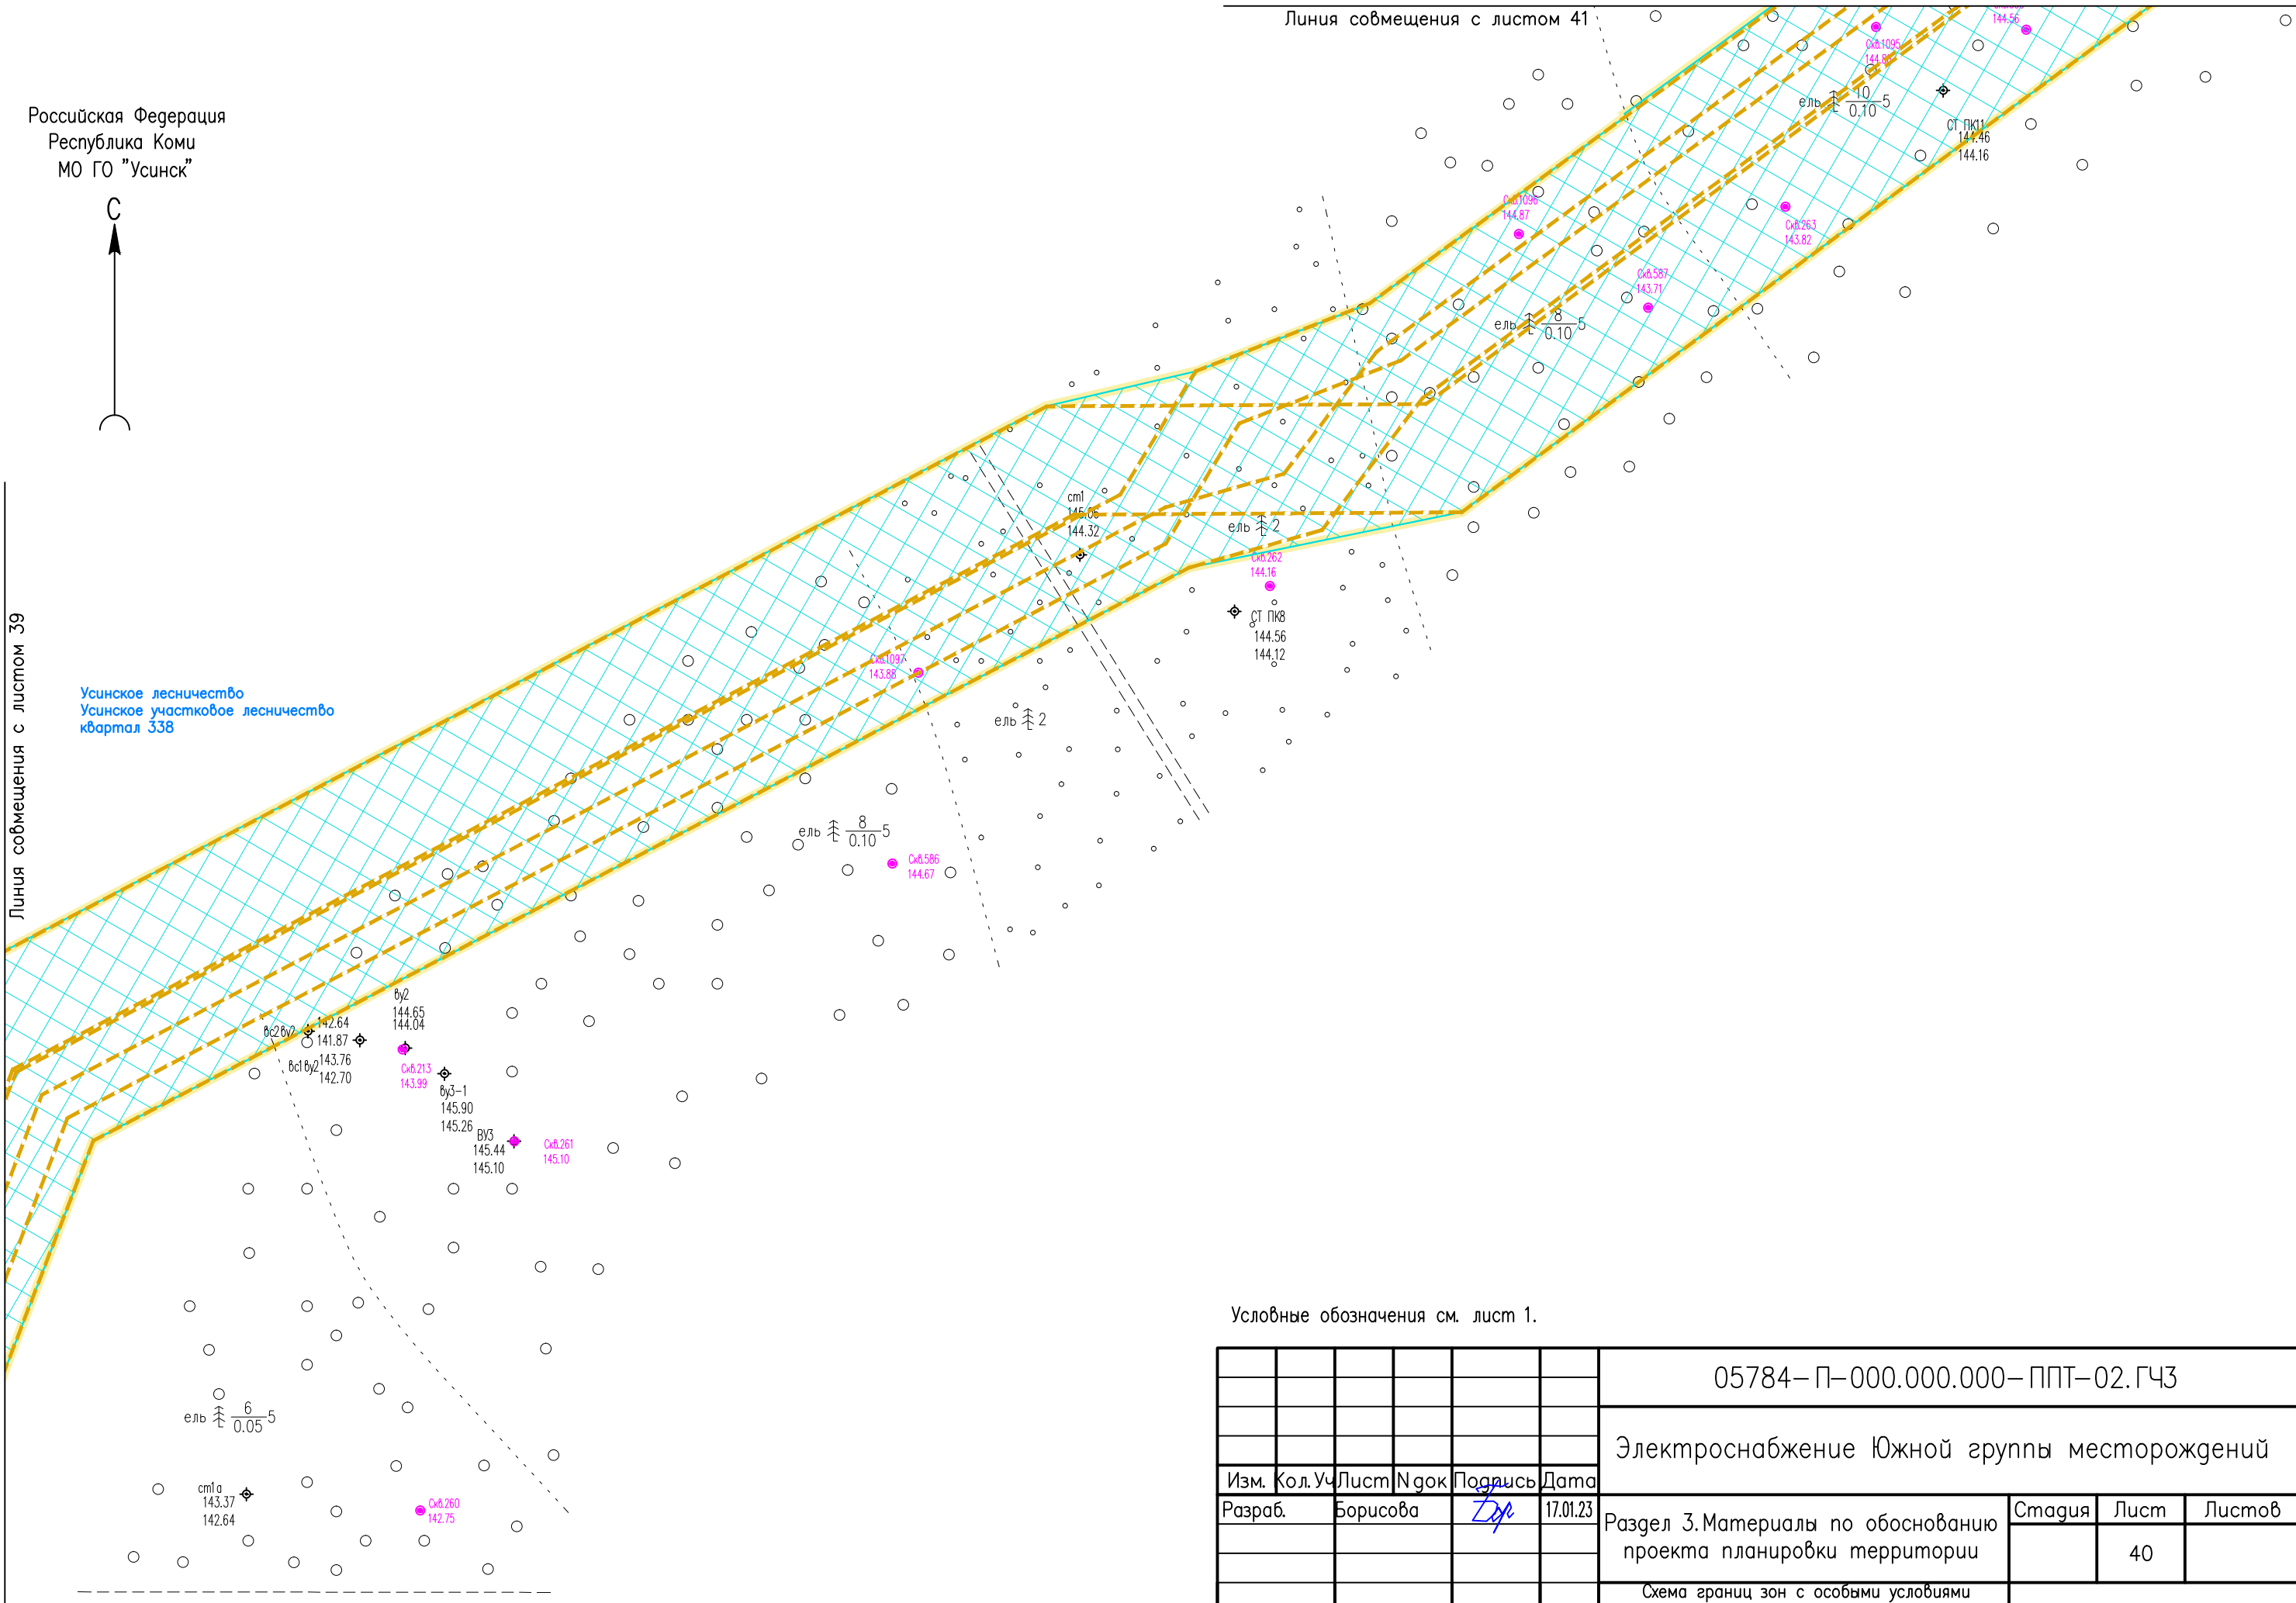 Линия совмещения с листом 41
Российская Федерация
Республика Коми
МО ГО "Усинск"
С
Линия совмещения с листом 39
Усинское лесничество
Усинское участковое лесничество
квартал 338
144.56
Скв.1095
ель 10 0.10 5
СТ ПК11
144.46
144.16
Скв.1096
144.87
Скв.263
143.82
Скв.587
143.71
ель 8 0.10 5
ст1
145.06
144.32
ель 2
Скв.262
144.16
СТ ПК8
144.56
144.12
Скв.1097
143.88
ель 2
ель 8 0.10 5
Скв.586
144.67
ву2
144.65
144.04
вс2ву2
142.64
141.87
вс1ву2
143.76
142.70
Скв.213
143.99
ву3-1
145.90
145.26
ВУ3
145.44
145.10
Скв.261
145.10
ель 6 0.05 5
ст1а
143.37
142.64
Скв.260
142.75
Условные обозначения см. лист 1.
05784-П-000.000.000-ППТ-02.ГЧ3
Электроснабжение Южной группы месторождений
Изм. Кол.Уч Лист N док Подпись Дата
Разраб. Борисова 17.01.23
Раздел 3.Материалы по обоснованию
проекта планировки территории
Стадия Лист Листов
40
Схема границ зон с особыми условиями